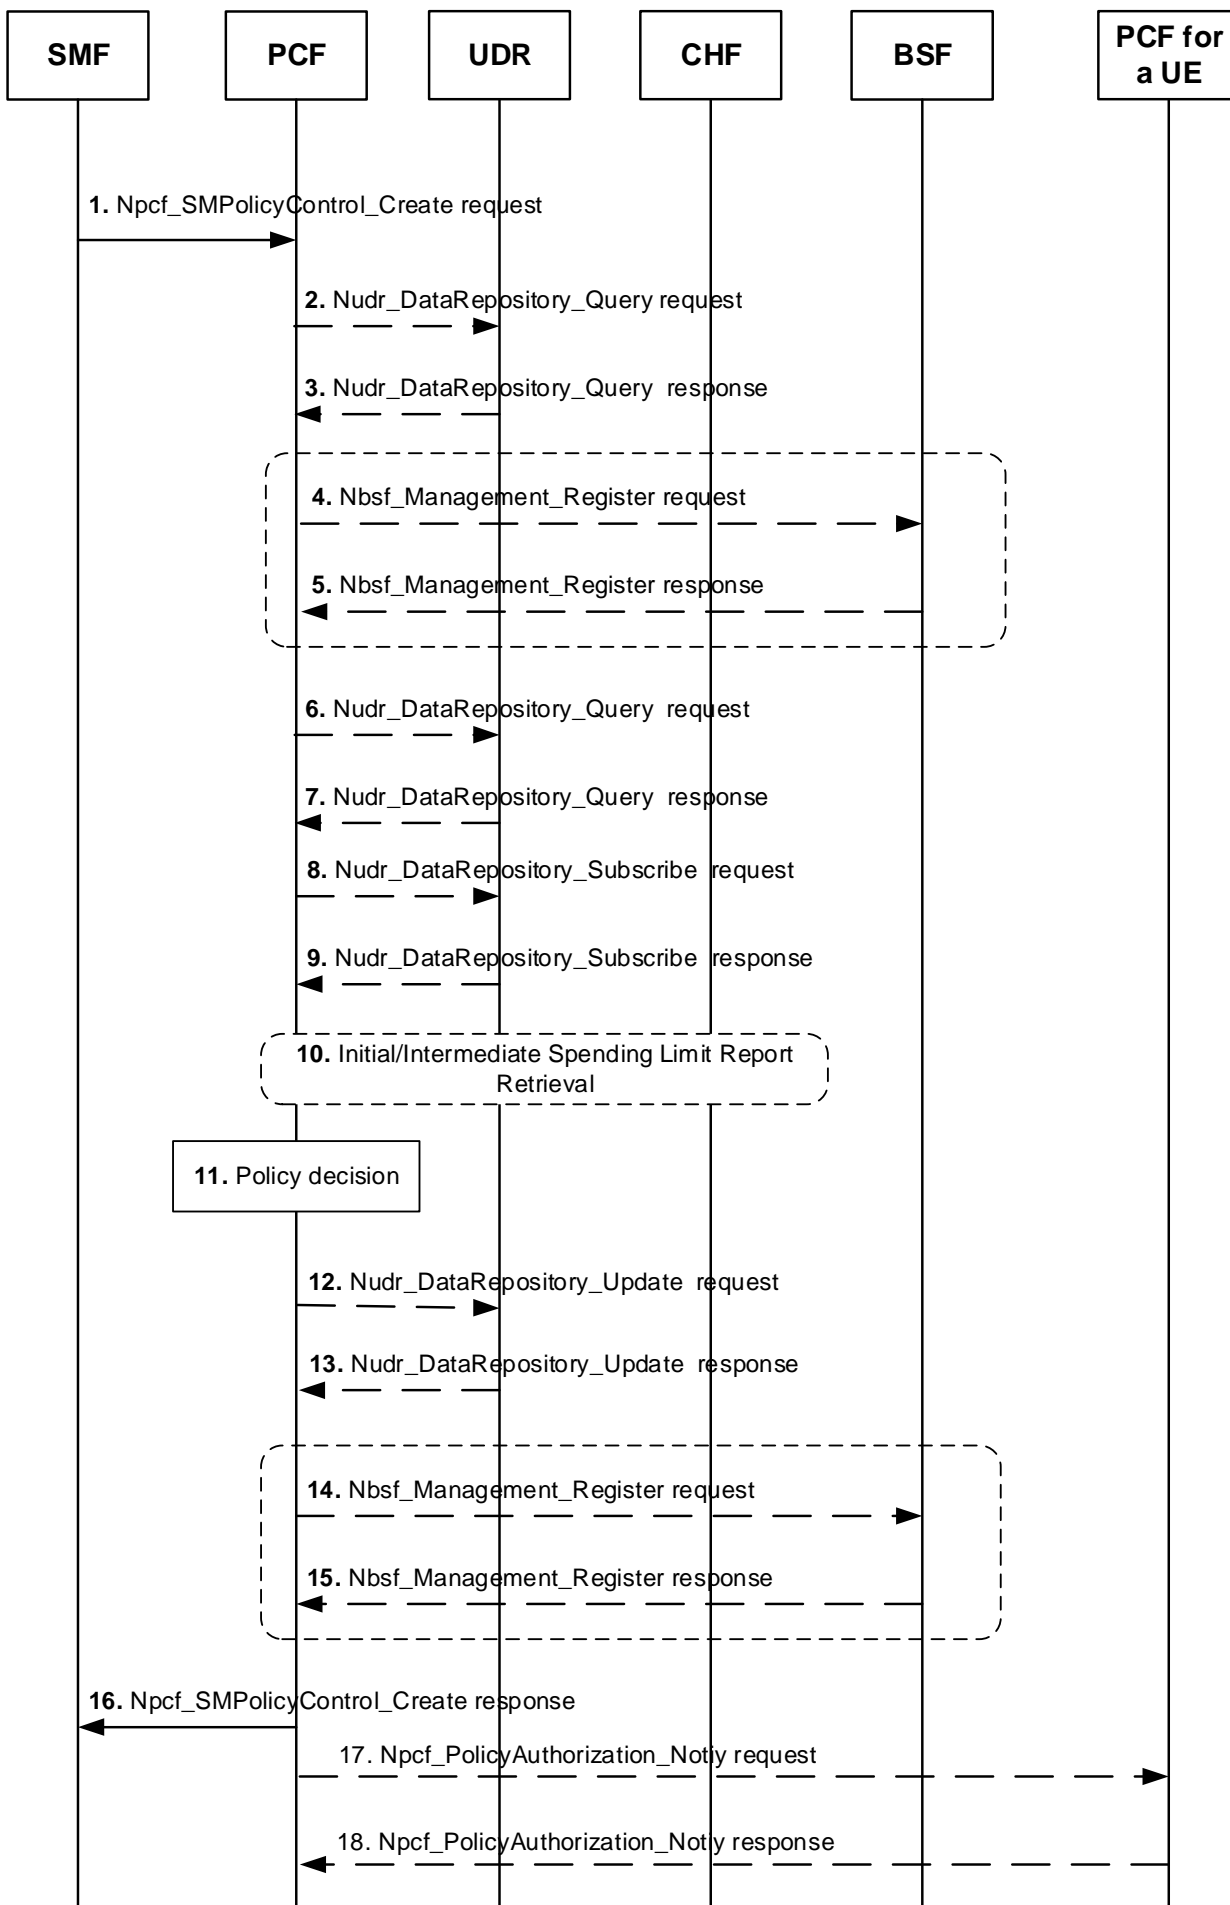 SMF
PCF
UDR
CHF
BSF
PCF for
a UE
1. Npcf_SMPolicyControl_Create request
2. Nudr_DataRepository_Query request
3. Nudr_DataRepository_Query response
4. Nbsf_Management_Register request
5. Nbsf_Management_Register response
6. Nudr_DataRepository_Query request
7. Nudr_DataRepository_Query response
8. Nudr_DataRepository_Subscribe request
9. Nudr_DataRepository_Subscribe response
10. Initial/Intermediate Spending Limit Report
Retrieval
11. Policy decision
12. Nudr_DataRepository_Update request
13. Nudr_DataRepository_Update response
14. Nbsf_Management_Register request
15. Nbsf_Management_Register response
16. Npcf_SMPolicyControl_Create response
17. Npcf_PolicyAuthorization_Notiy request
18. Npcf_PolicyAuthorization_Notiy response